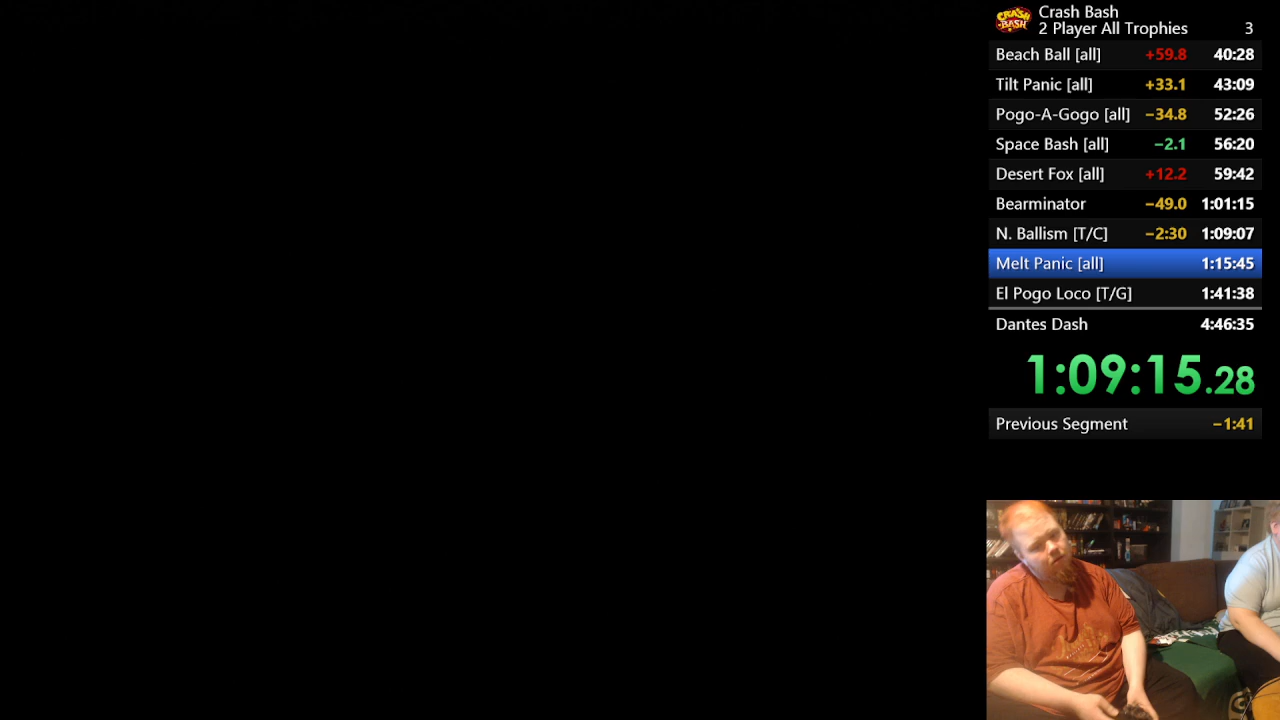 CRASH BASH
Crash Bash
2 Player All Trophies 3
Beach Ball [all] +59.8 40:28
Tilt Panic [all] +33.1 43:09
Pogo-A-Gogo [all] −34.8 52:26
Space Bash [all] −2.1 56:20
Desert Fox [all] +12.2 59:42
Bearminator −49.0 1:01:15
N. Ballism [T/C] −2:30 1:09:07
Melt Panic [all] 1:15:45
El Pogo Loco [T/G] 1:41:38
Dantes Dash 4:46:35
1:09:15.28
Previous Segment −1:41